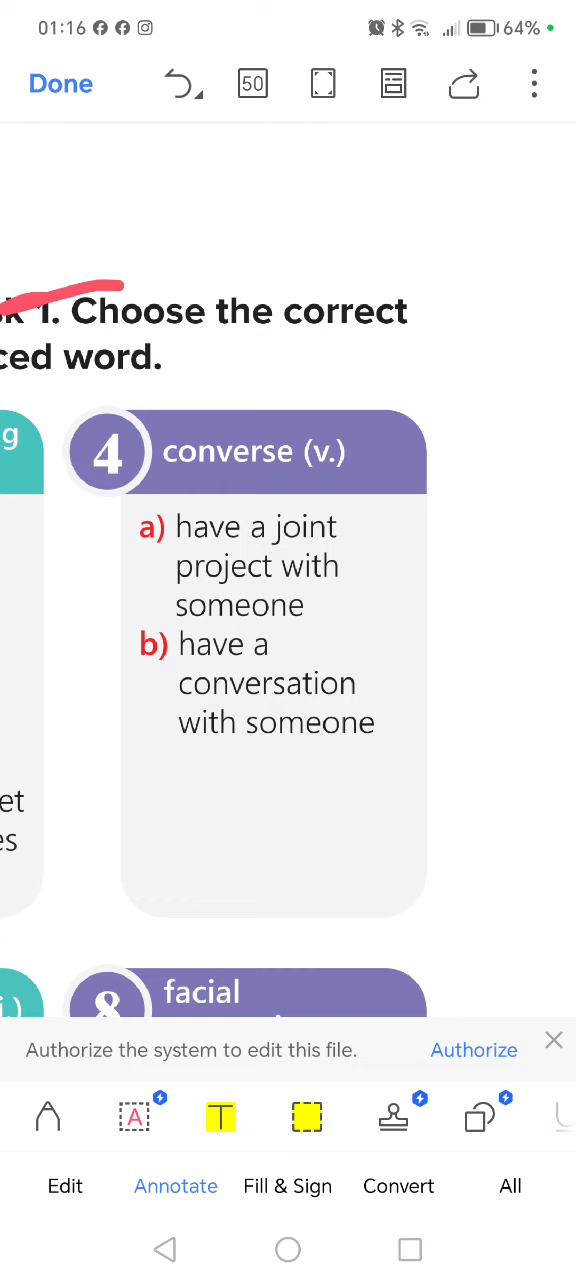 01:16 64%
Done 50
1. Choose the correct
ced word.
g
4 converse (v.)
a) have a joint
project with
someone
b) have a
conversation
with someone
et
es
8 facial
Authorize the system to edit this file. Authorize
A T
Edit Annotate Fill & Sign Convert All